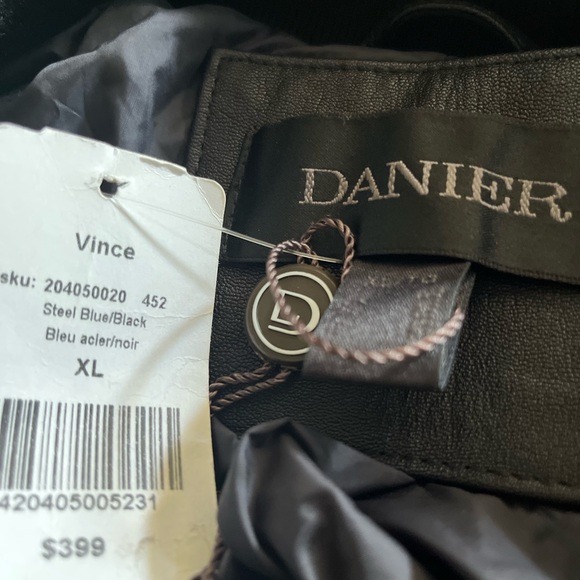 DANIER
Vince
sku: 204050020 452
Steel Blue/Black
Bleu acier/noir
XL
420405005231
$399
D